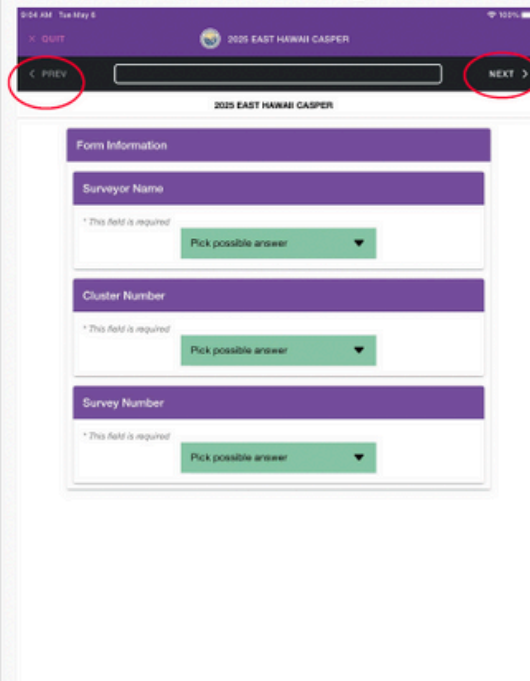 9:04 AM Tue May 6
100%
× QUIT
2025 EAST HAWAII CASPER
< PREV
NEXT >
2025 EAST HAWAII CASPER
Form Information
Surveyor Name
* This field is required
Pick possible answer
Cluster Number
* This field is required
Pick possible answer
Survey Number
* This field is required
Pick possible answer